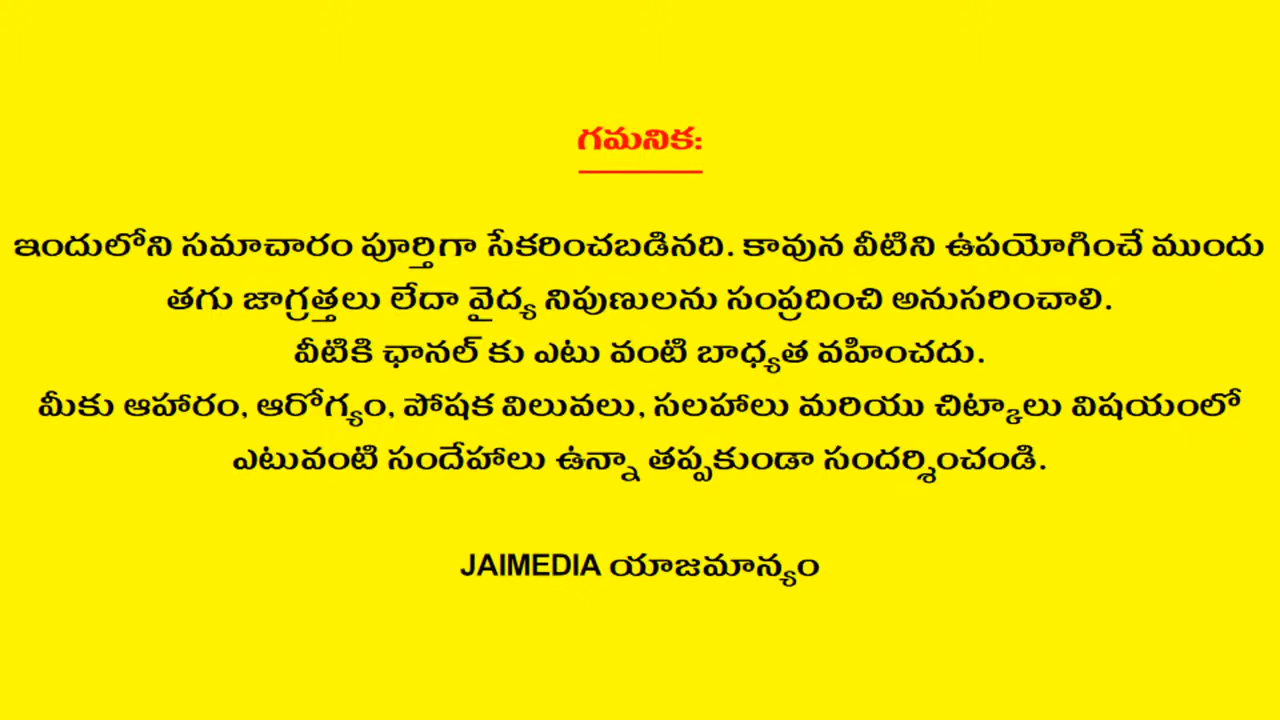 గమనిక:
ఇందులోని సమాచారం పూర్తిగా సేకరించబడినది. కావున వీటిని ఉపయోగించే ముందు
తగు జాగ్రత్తలు లేదా వైద్య నిపుణులను సంప్రదించి అనుసరించాలి.
వీటికి ఛానల్ కు ఎటు వంటి బాధ్యత వహించదు.
మీకు ఆహారం, ఆరోగ్యం, పోషక విలువలు, సలహాలు మరియు చిట్కాలు విషయంలో
ఎటువంటి సందేహాలు ఉన్నా తప్పకుండా సందర్శించండి.
JAIMEDIA యాజమాన్యం